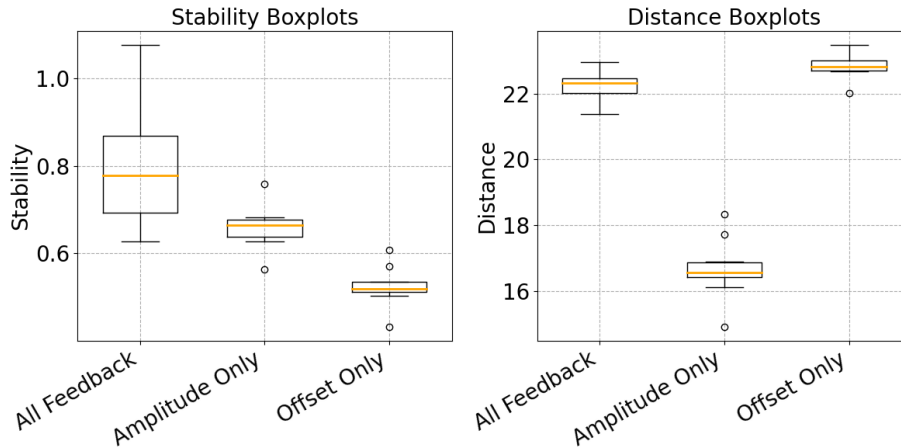 Stability Boxplots
Stability
1.0
0.8
0.6
All Feedback
Amplitude Only
Offset Only
Distance Boxplots
Distance
22
20
18
16
All Feedback
Amplitude Only
Offset Only